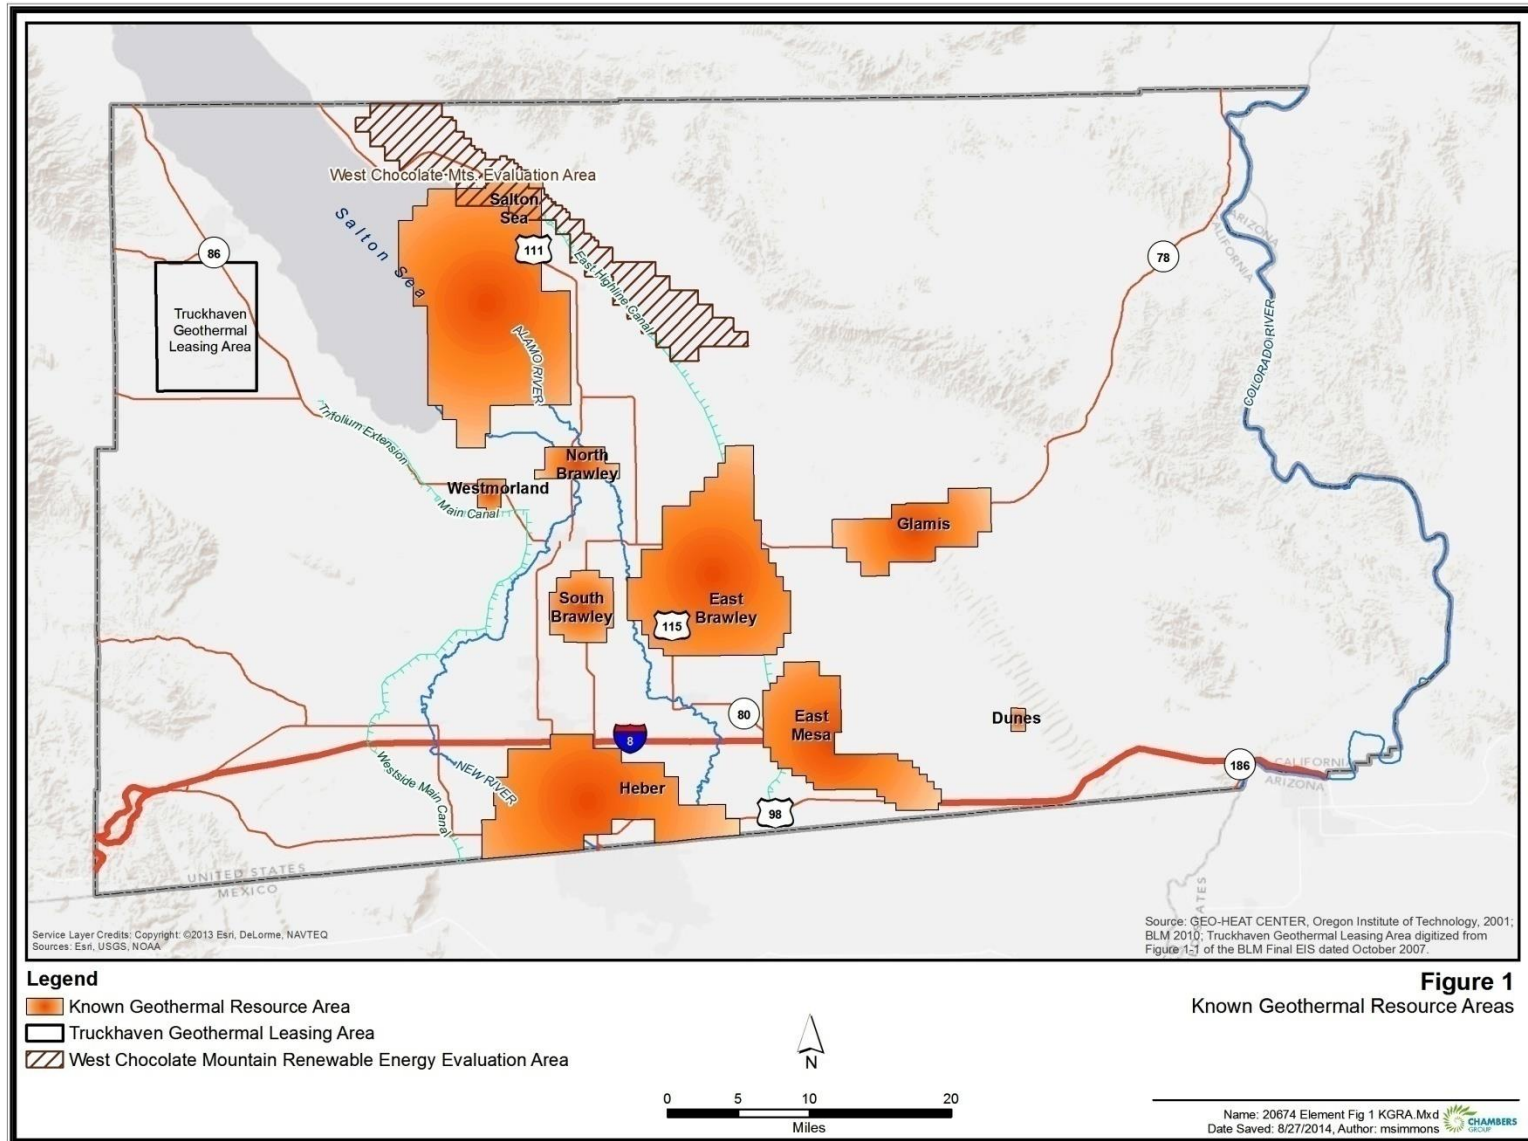 West Chocolate Mts. Evaluation Area
Salton
Sea
Salton Sea
111
86
East Highline Canal
ARIZONA
CALIFORNIA
78
Truckhaven
Geothermal
Leasing Area
ALAMO RIVER
COLORADO RIVER
Trifolium Extension
North
Brawley
Westmorland
Main Canal
Glamis
South
Brawley
East
Brawley
115
80
East
Mesa
Dunes
8
186
CALIFORNIA
ARIZONA
Westside Main Canal
NEW RIVER
Heber
98
UNITED STATES
MEXICO
Service Layer Credits: Copyright: ©2013 Esri, DeLorme, NAVTEQ
Sources: Esri, USGS, NOAA
Source: GEO-HEAT CENTER, Oregon Institute of Technology, 2001;
BLM 2010; Truckhaven Geothermal Leasing Area digitized from
Figure 1-1 of the BLM Final EIS dated October 2007.
Legend
Known Geothermal Resource Area
Truckhaven Geothermal Leasing Area
West Chocolate Mountain Renewable Energy Evaluation Area
Figure 1
Known Geothermal Resource Areas
N
0 5 10 20
Miles
Name: 20674 Element Fig 1 KGRA.Mxd
Date Saved: 8/27/2014, Author: msimmons
CHAMBERS
GROUP